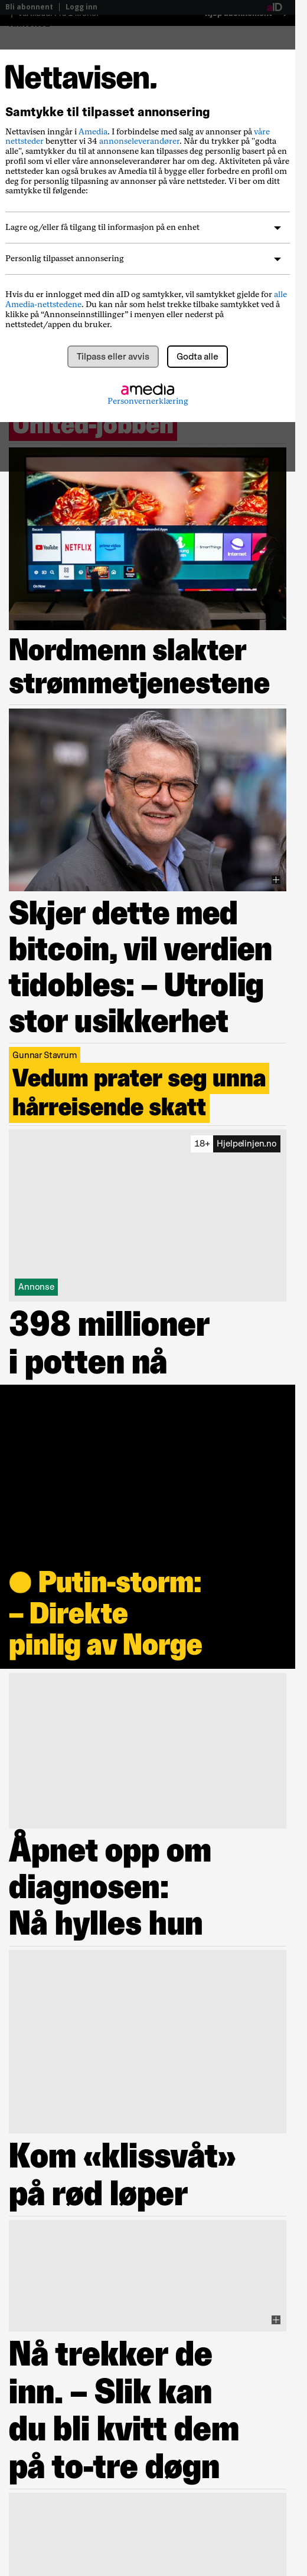 Bli abonnent | Logg inn
aID
Nettavisen.
Samtykke til tilpasset annonsering
Nettavisen inngår i Amedia. I forbindelse med salg av annonser på våre
nettsteder benytter vi 34 annonseleverandører. Når du trykker på "godta
alle", samtykker du til at annonsene kan tilpasses deg personlig basert på en
profil som vi eller våre annonseleverandører har om deg. Aktiviteten på våre
nettsteder kan også brukes av Amedia til å bygge eller forbedre en profil om
deg for personlig tilpasning av annonser på våre nettsteder. Vi ber om ditt
samtykke til følgende:
Lagre og/eller få tilgang til informasjon på en enhet
Personlig tilpasset annonsering
Hvis du er innlogget med din aID og samtykker, vil samtykket gjelde for alle
Amedia-nettstedene. Du kan når som helst trekke tilbake samtykket ved å
klikke på “Annonseinnstillinger” i menyen eller nederst på
nettstedet/appen du bruker.
Tilpass eller avvis
Godta alle
amedia
Personvernerklæring
United-jobben
YouTube NETFLIX prime video SmartThings Internet
Nordmenn slakter
strømmetjenestene
Skjer dette med
bitcoin, vil verdien
tidobles: – Utrolig
stor usikkerhet
Gunnar Stavrum
Vedum prater seg unna
hårreisende skatt
18+ Hjelpelinjen.no
Annonse
398 millioner
i potten nå
Putin-storm:
– Direkte
pinlig av Norge
Åpnet opp om
diagnosen:
Nå hylles hun
Kom «klissvåt»
på rød løper
Nå trekker de
inn. – Slik kan
du bli kvitt dem
på to-tre døgn